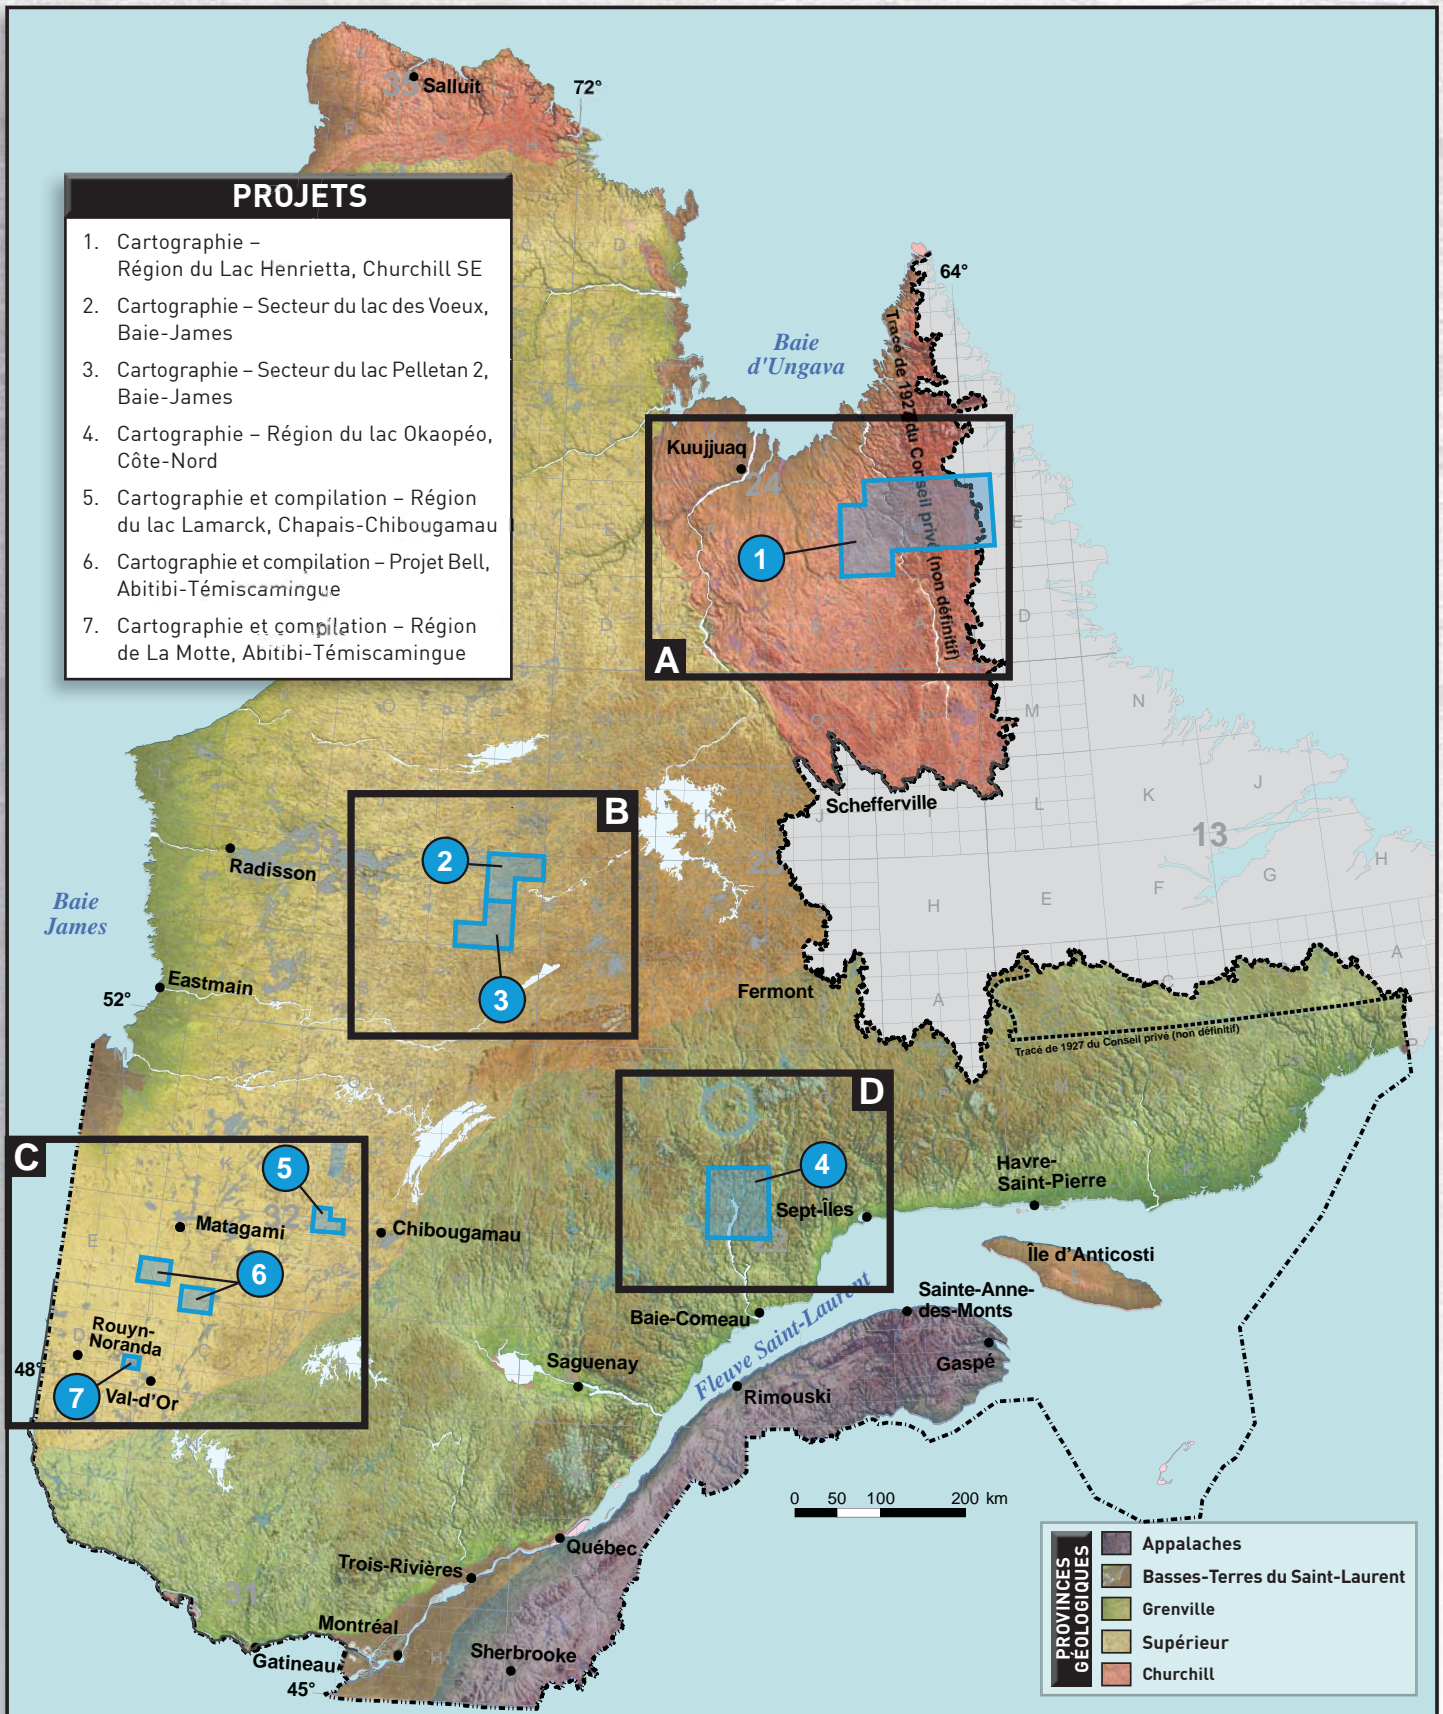 35
Salluit
72°
PROJETS
1. Cartographie –
Région du Lac Henrietta, Churchill SE
2. Cartographie – Secteur du lac des Voeux,
Baie-James
3. Cartographie – Secteur du lac Pelletan 2,
Baie-James
4. Cartographie – Région du lac Okaopéo,
Côte-Nord
5. Cartographie et compilation – Région
du lac Lamarck, Chapais-Chibougamau
6. Cartographie et compilation – Projet Bell,
Abitibi-Témiscamingue
7. Cartographie et compilation – Région
de La Motte, Abitibi-Témiscamingue
64°
Baie
d'Ungava
Tracé de 1927 du Conseil privé (non définitif)
Kuujjuaq
24
1
A
E
D
M
N
Schefferville
L
K
J
13
H
G
F
E
H
A
A
C
B
33
Radisson
2
3
23
Baie
James
Eastmain
52°
Fermont
Tracé de 1927 du Conseil privé (non définitif)
D
4
Sept-Îles
22
Havre-
Saint-Pierre
C
5
32
Matagami
Chibougamau
6
E
Rouyn-
Noranda
48°
7
Val-d'Or
Île d'Anticosti
Baie-Comeau
Sainte-Anne-
des-Monts
Fleuve Saint-Laurent
Gaspé
Saguenay
Rimouski
0 50 100 200 km
Québec
Trois-Rivières
31
Montréal
Gatineau
Sherbrooke
45°
PROVINCES
GÉOLOGIQUES
Appalaches
Basses-Terres du Saint-Laurent
Grenville
Supérieur
Churchill